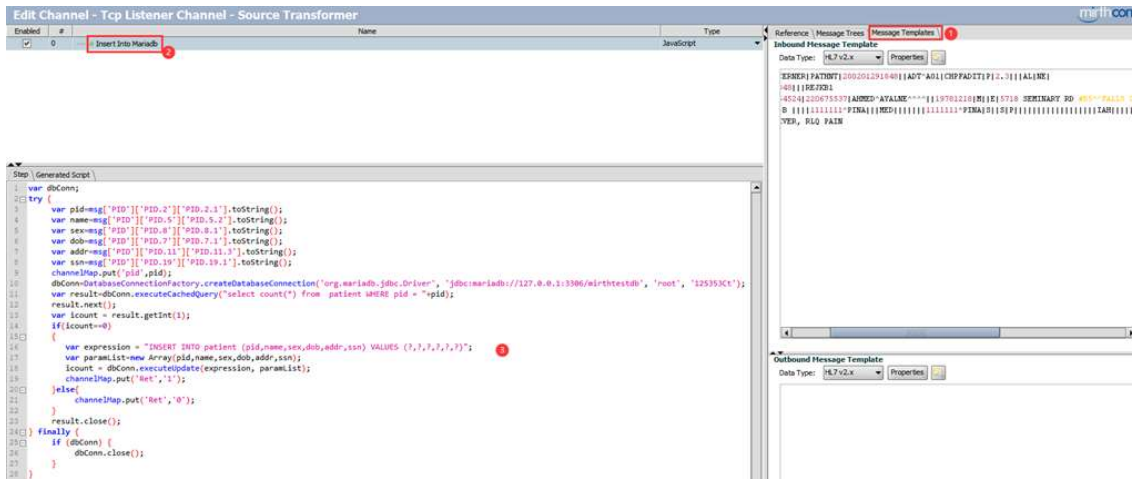 Edit Channel - Tcp Listener Channel - Source Transformer
mirth con
Enabled # Name Type
0 Insert Into Mariadb JavaScript
2
Reference Message Trees Message Templates 1
Inbound Message Template
Data Type: HL7 v2.x Properties
ERNER|PATHNT|200201291848||ADT^A01|CHPFADIT|P|2.3|||AL|NE|
|||REJKB1
4524|220675537|AHMED^AYALNE^^^^||19781218|M||E|5718 SEMINARY RD
VER, RLQ PAIN
Step Generated Script
1 var dbConn;
2 try {
3 var pid=msg['PID']['PID.2']['PID.2.1'].toString();
4 var name=msg['PID']['PID.5']['PID.5.2'].toString();
5 var sex=msg['PID']['PID.8']['PID.8.1'].toString();
6 var dob=msg['PID']['PID.7']['PID.7.1'].toString();
7 var addr=msg['PID']['PID.11']['PID.11.3'].toString();
8 var ssn=msg['PID']['PID.19']['PID.19.1'].toString();
9 channelMap.put('pid',pid);
10 dbConn=DatabaseConnectionFactory.createDatabaseConnection('org.mariadb.jdbc.Driver', 'jdbc:mariadb://127.0.0.1:3306/mirthtestdb', 'root', '125353Ct');
11 var result=dbConn.executeCachedQuery("select count(*) from patient WHERE pid = "+pid);
12 result.next();
13 var icount = result.getInt(1);
14 if(icount==0)
15 {
16 var expression = "INSERT INTO patient (pid,name,sex,dob,addr,ssn) VALUES (?,?,?,?,?,?)";
3
17 var paramList=new Array(pid,name,sex,dob,addr,ssn);
18 icount = dbConn.executeUpdate(expression, paramList);
19 channelMap.put('Ret','1');
20 }else{
21 channelMap.put('Ret','0');
22 }
23 result.close();
24 } finally {
25 if (dbConn) {
26 dbConn.close();
27 }
28 }
Outbound Message Template
Data Type: HL7 v2.x Properties